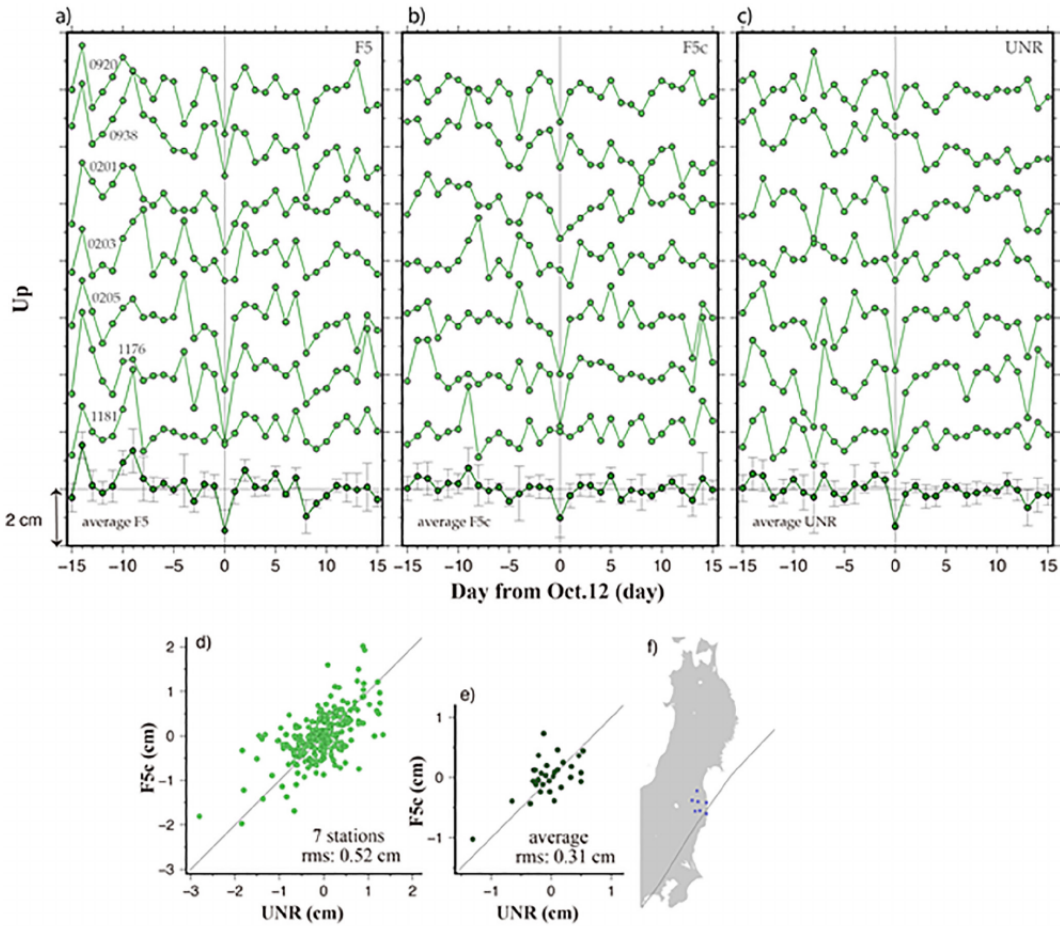 a)
b)
c)
F5
F5c
UNR
0920
0938
0201
0203
0205
1176
1181
Up
2 cm
average F5
average F5c
average UNR
−15 −10 −5 0 5 10 15
−15 −10 −5 0 5 10 15
−15 −10 −5 0 5 10 15
Day from Oct.12 (day)
d)
2
1
0
−1
−2
−3
F5c (cm)
7 stations
rms: 0.52 cm
−3 −2 −1 0 1 2
UNR (cm)
e)
1
0
−1
F5c (cm)
average
rms: 0.31 cm
−1 0 1
UNR (cm)
f)